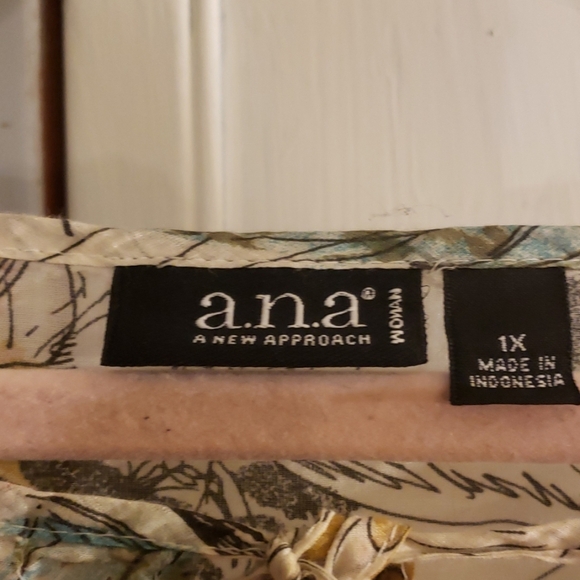 a.n.a®
A NEW APPROACH
WOMAN
1X
MADE IN
INDONESIA